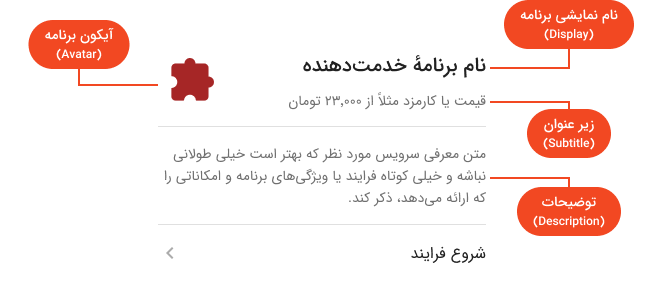 نام نمایشی برنامه
(Display)
آیکون برنامه
(Avatar)
نام برنامهٔ خدمت‌دهنده
قیمت یا کارمزد مثلاً از ۲۳,۰۰۰ تومان
زیر عنوان
(Subtitle)
متن معرفی سرویس مورد نظر که بهتر است خیلی طولانی
نباشه و خیلی کوتاه فرایند یا ویژگی‌های برنامه و امکاناتی را
که ارائه می‌دهد، ذکر کند.
توضیحات
(Description)
شروع فرایند